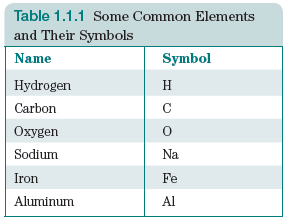 Table 1.1.1 Some Common Elements
and Their Symbols
Name Symbol
Hydrogen H
Carbon C
Oxygen O
Sodium Na
Iron Fe
Aluminum Al